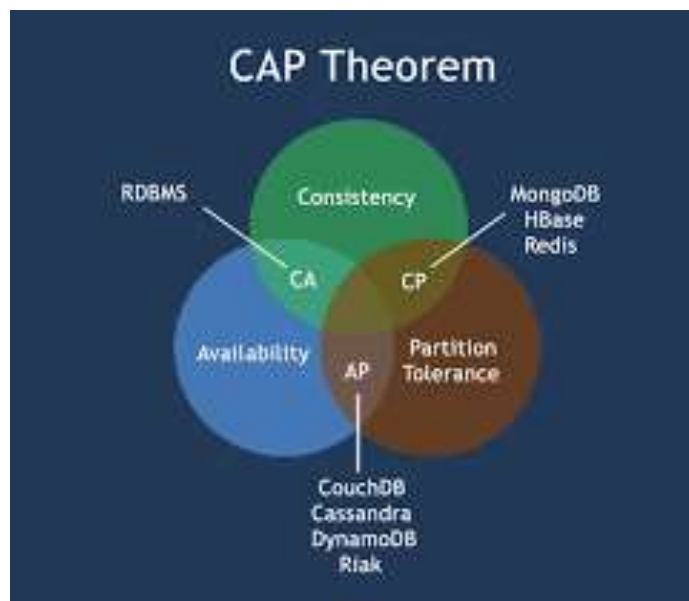 CAP Theorem
RDBMS
Consistency
MongoDB
HBase
Redis
CA
CP
Availability
Partition
Tolerance
AP
CouchDB
Cassandra
DynamoDB
Riak